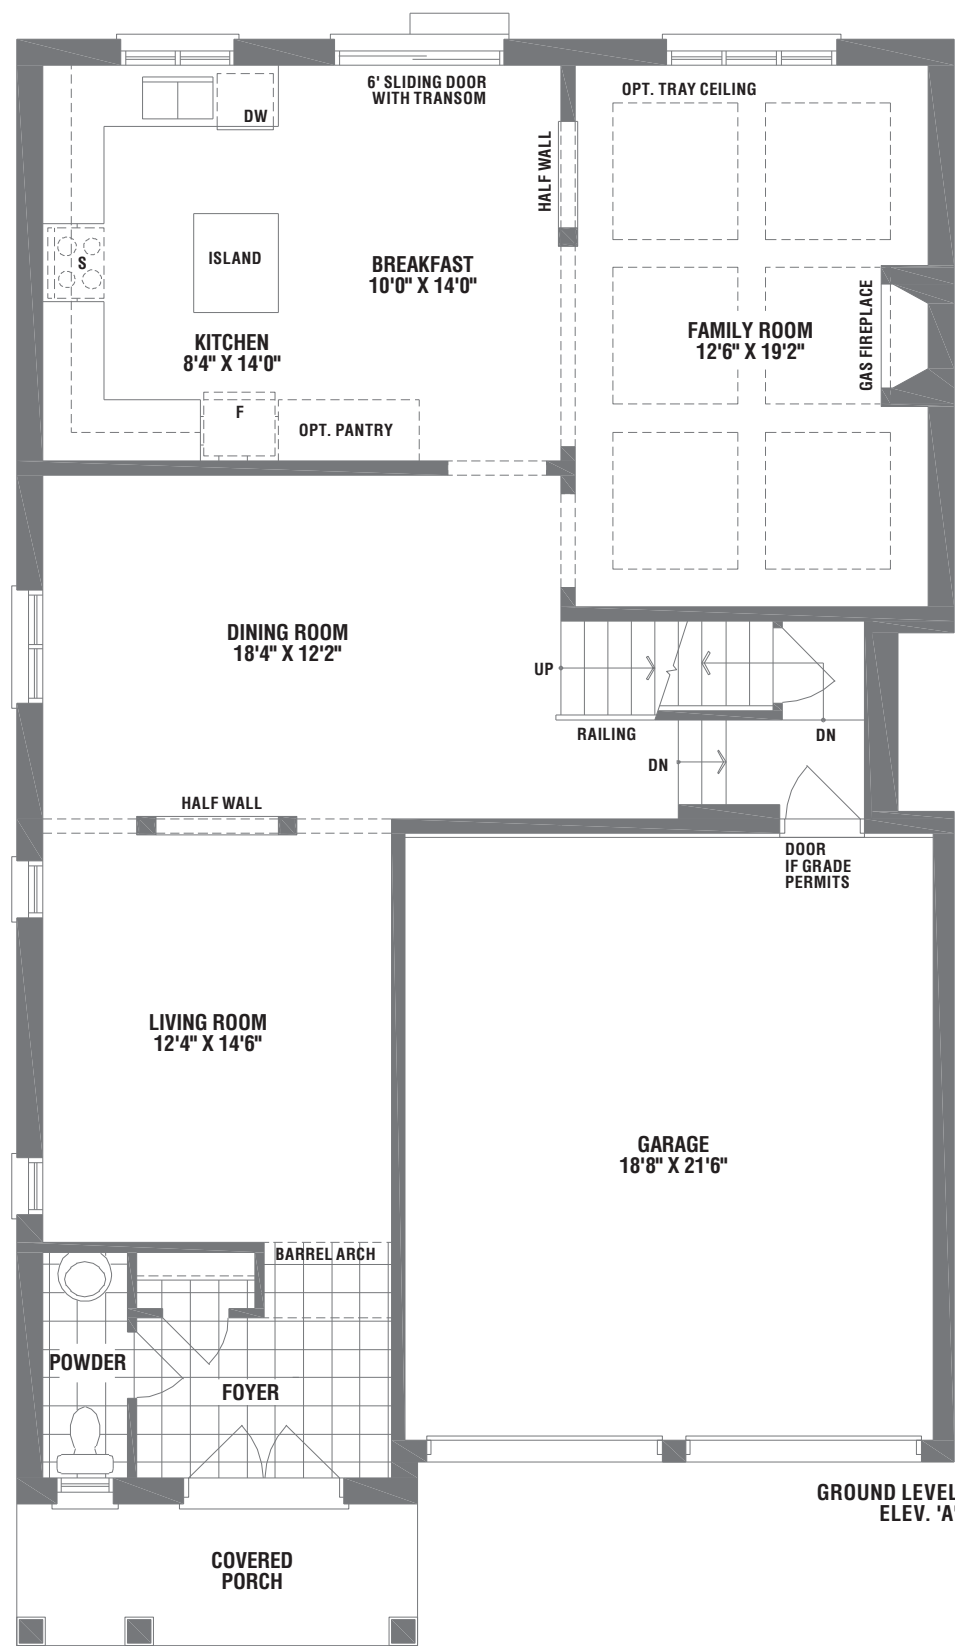 6' SLIDING DOOR
WITH TRANSOM
OPT. TRAY CEILING
DW
HALF WALL
S
ISLAND
BREAKFAST
10'0" X 14'0"
KITCHEN
8'4" X 14'0"
FAMILY ROOM
12'6" X 19'2"
GAS FIREPLACE
F
OPT. PANTRY
DINING ROOM
18'4" X 12'2"
UP
RAILING
DN
DN
HALF WALL
DOOR
IF GRADE
PERMITS
LIVING ROOM
12'4" X 14'6"
GARAGE
18'8" X 21'6"
BARREL ARCH
POWDER
FOYER
GROUND LEVEL
ELEV. 'A'
COVERED
PORCH